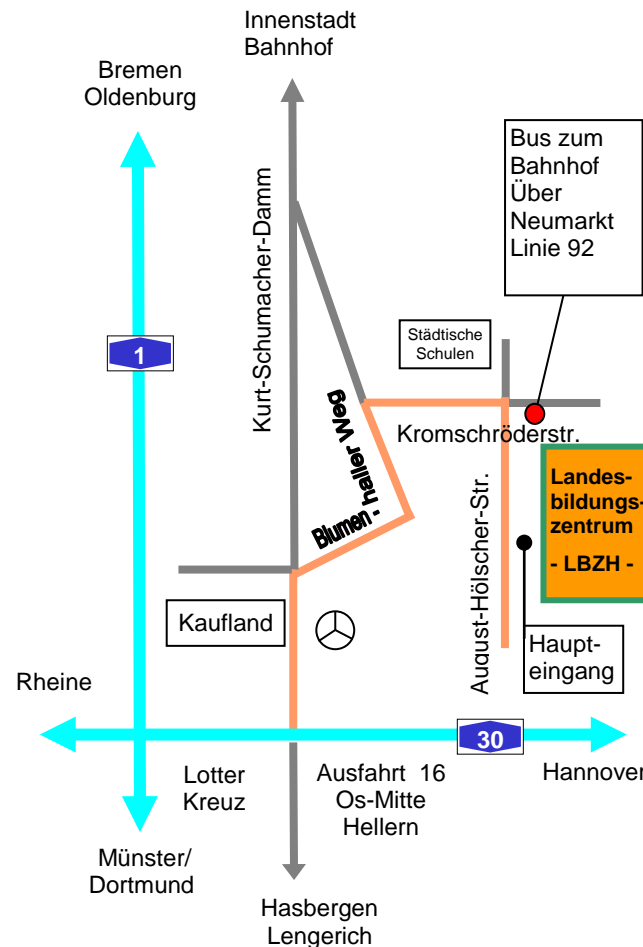 Innenstadt
Bahnhof
Bremen
Oldenburg
Bus zum
Bahnhof
Über
Neumarkt
Linie 92
Kurt-Schumacher-Damm
1
Städtische
Schulen
Blumen - haller Weg
Kromschröderstr.
August-Hölscher-Str.
Landes-
bildungs-
zentrum
- LBZH -
Kaufland
Haupt-
eingang
Rheine
30
Lotter
Kreuz
Ausfahrt 16
Os-Mitte
Hellern
Hannover
Münster/
Dortmund
Hasbergen
Lengerich